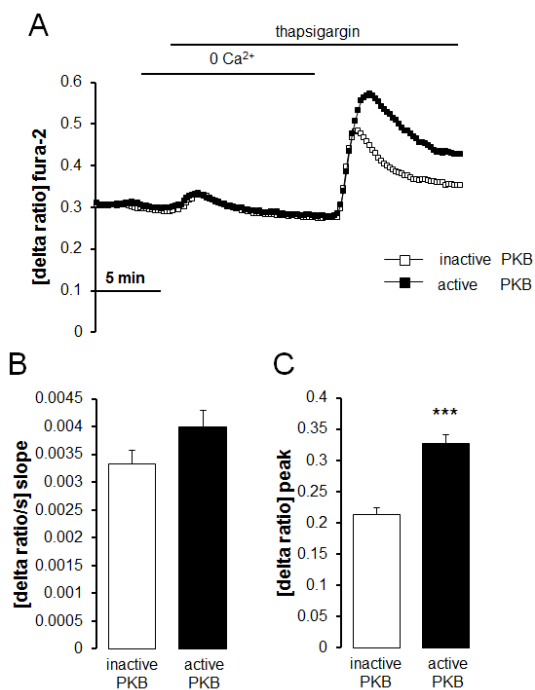 A
thapsigargin
0 Ca²⁺
[delta ratio] fura-2
0.6
0.5
0.4
0.3
0.2
0.1
0
5 min
inactive PKB
active PKB
B
[delta ratio/s] slope
0.0045
0.004
0.0035
0.003
0.0025
0.002
0.0015
0.001
0.0005
0
inactive
PKB
active
PKB
C
[delta ratio] peak
0.4
0.35
0.3
0.25
0.2
0.15
0.1
0.05
0
***
inactive
PKB
active
PKB